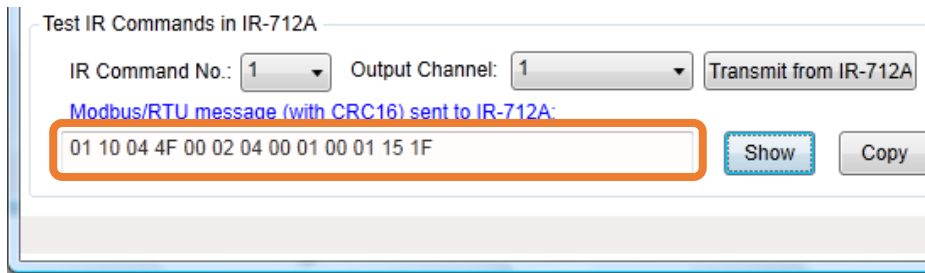 Test IR Commands in IR-712A
IR Command No.: 1 Output Channel: 1 Transmit from IR-712A
Modbus/RTU message (with CRC16) sent to IR-712A:
01 10 04 4F 00 02 04 00 01 00 01 15 1F Show Copy